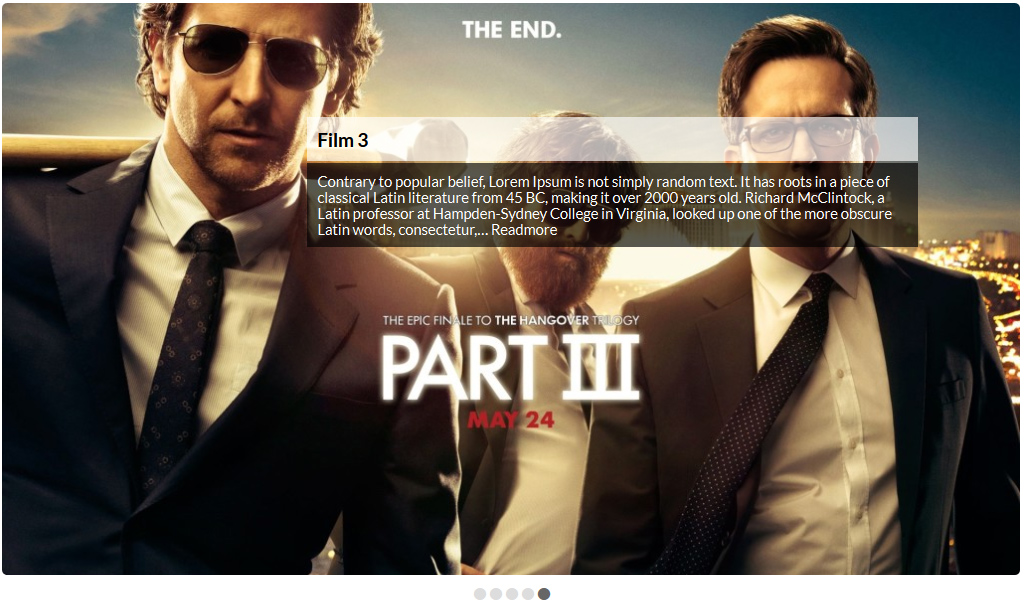 THE END.
Film 3
Contrary to popular belief, Lorem Ipsum is not simply random text. It has roots in a piece of
classical Latin literature from 45 BC, making it over 2000 years old. Richard McClintock, a
Latin professor at Hampden-Sydney College in Virginia, looked up one of the more obscure
Latin words, consectetur,... Readmore
THE EPIC FINALE TO THE HANGOVER TRILOGY
PART III
MAY 24